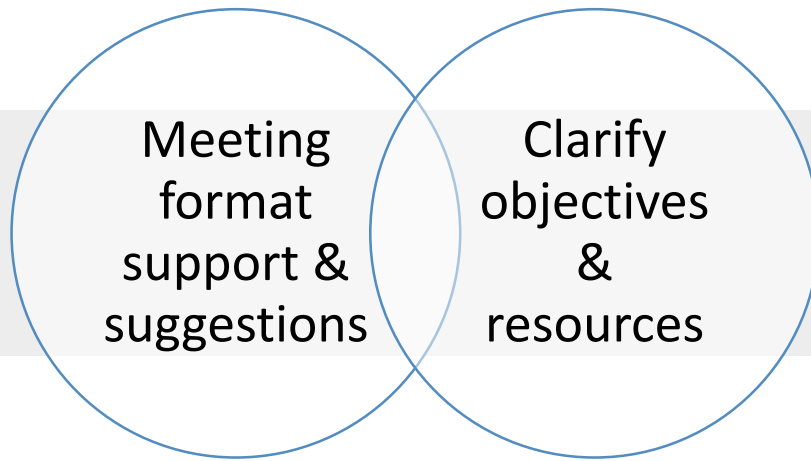 Meeting
format
support &
suggestions
Clarify
objectives
&
resources